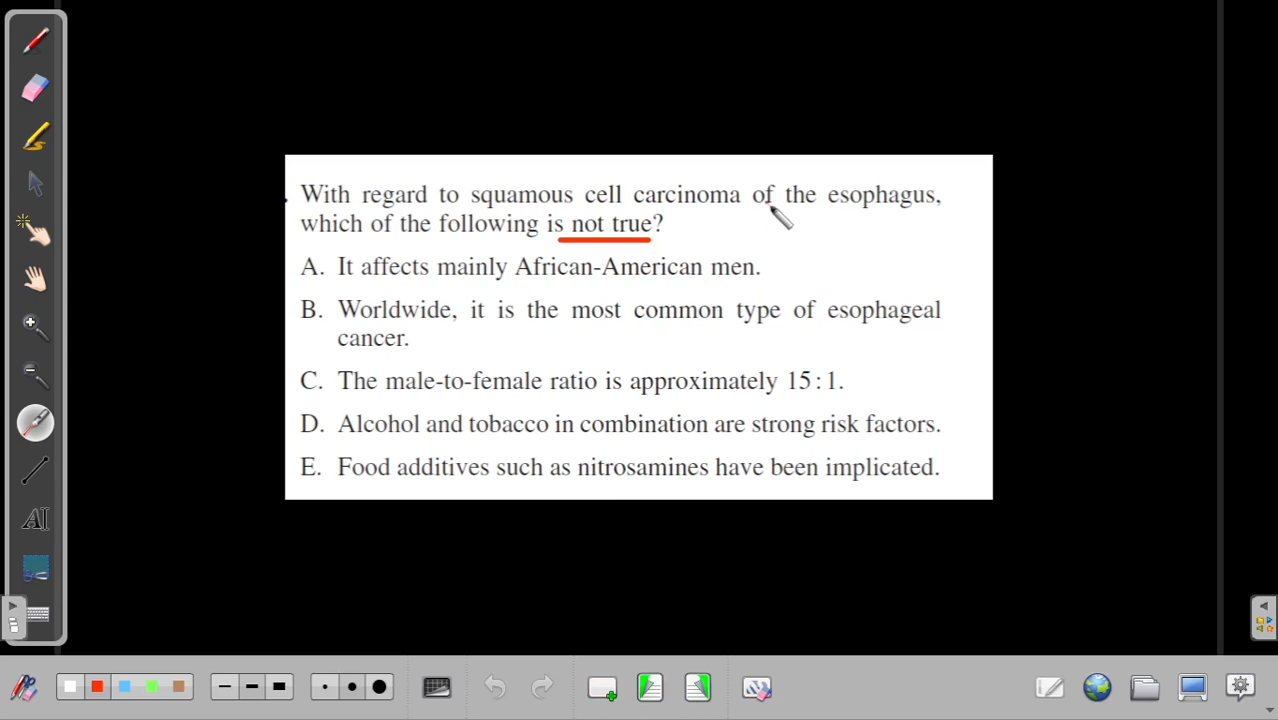 With regard to squamous cell carcinoma of the esophagus,
which of the following is not true?
A. It affects mainly African-American men.
B. Worldwide, it is the most common type of esophageal
cancer.
C. The male-to-female ratio is approximately 15:1.
D. Alcohol and tobacco in combination are strong risk factors.
E. Food additives such as nitrosamines have been implicated.